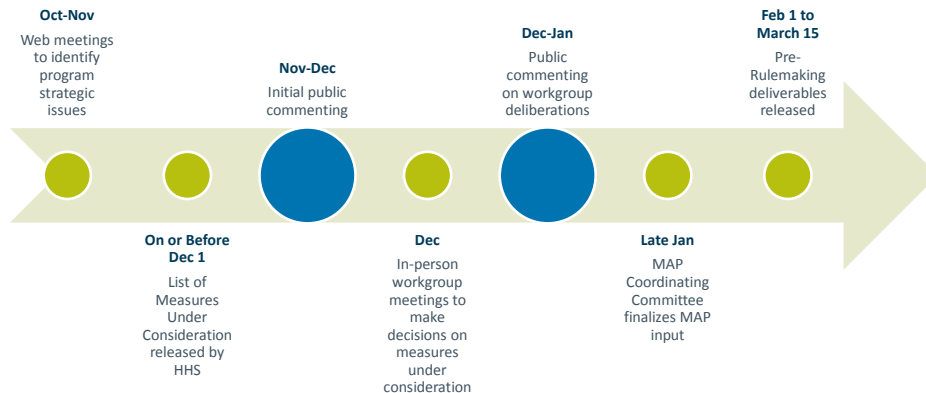 Oct-Nov
Web meetings
to identify
program
strategic
issues
On or Before
Dec 1
List of
Measures
Under
Consideration
released by
HHS
Nov-Dec
Initial public
commenting
Dec
In-person
workgroup
meetings to
make
decisions on
measures
under
consideration
Dec-Jan
Public
commenting
on workgroup
deliberations
Late Jan
MAP
Coordinating
Committee
finalizes MAP
input
Feb 1 to
March 15
Pre-
Rulemaking
deliverables
released